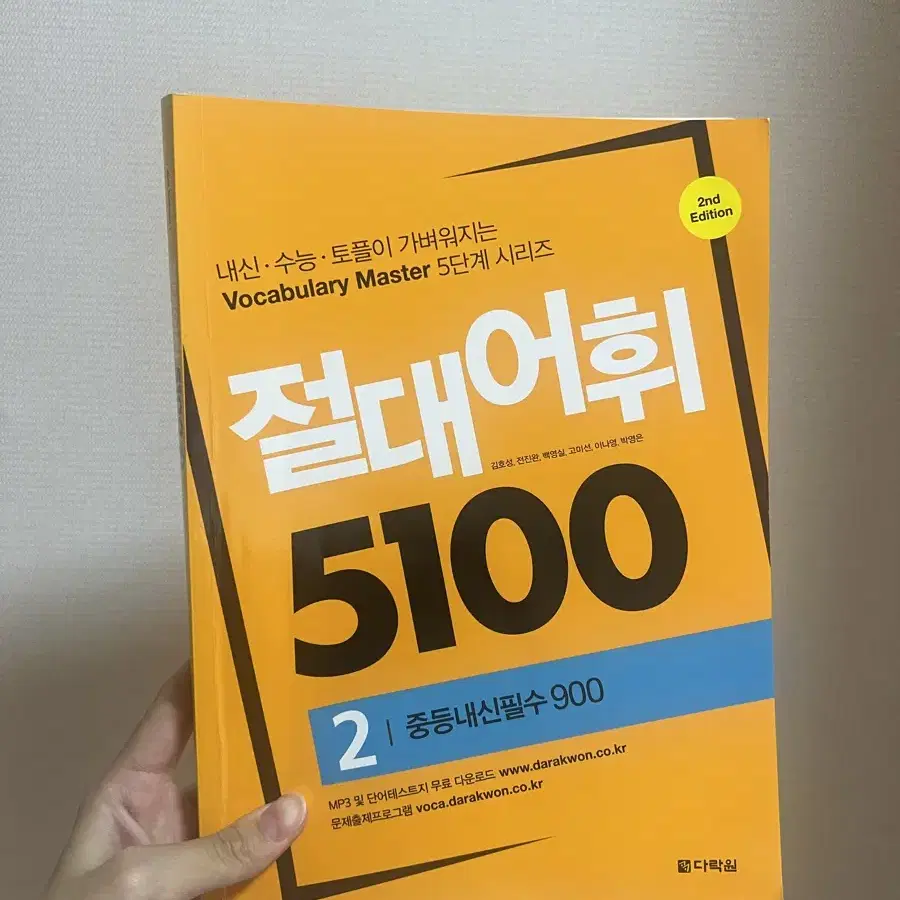 2nd
Edition
내신·수능·토플이 가벼워지는
Vocabulary Master 5단계 시리즈
절대어휘
김호성, 전진완, 백영실, 고미선, 이나영, 박영은
5100
2 | 중등내신필수 900
MP3 및 단어테스트지 무료 다운로드 www.darakwon.co.kr
문제출제프로그램 voca.darakwon.co.kr
다락원